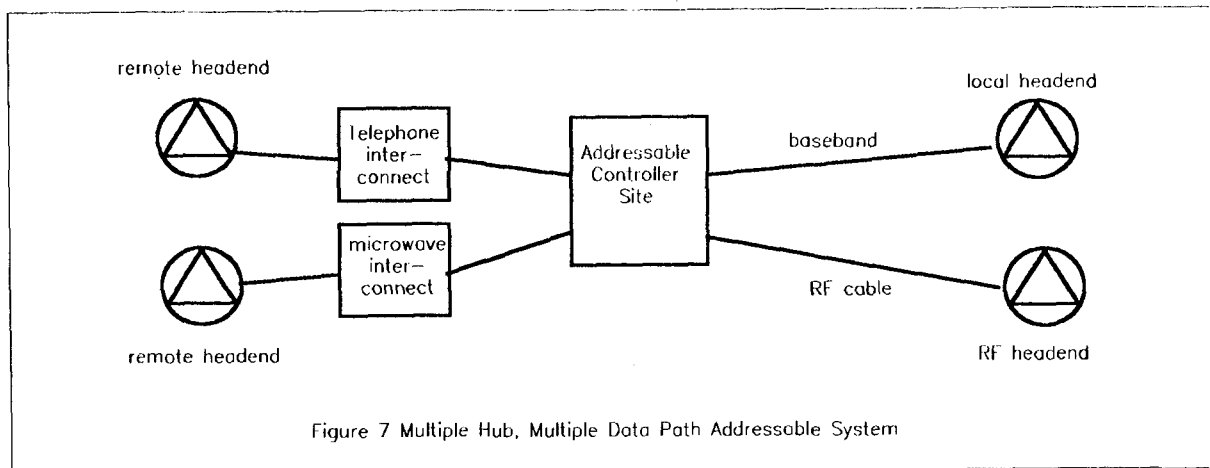 remote headend
local headend
Telephone
inter-
connect
Addressable
Controller
Site
baseband
microwave
inter-
connect
RF cable
remote headend
RF headend
Figure 7 Multiple Hub, Multiple Data Path Addressable System